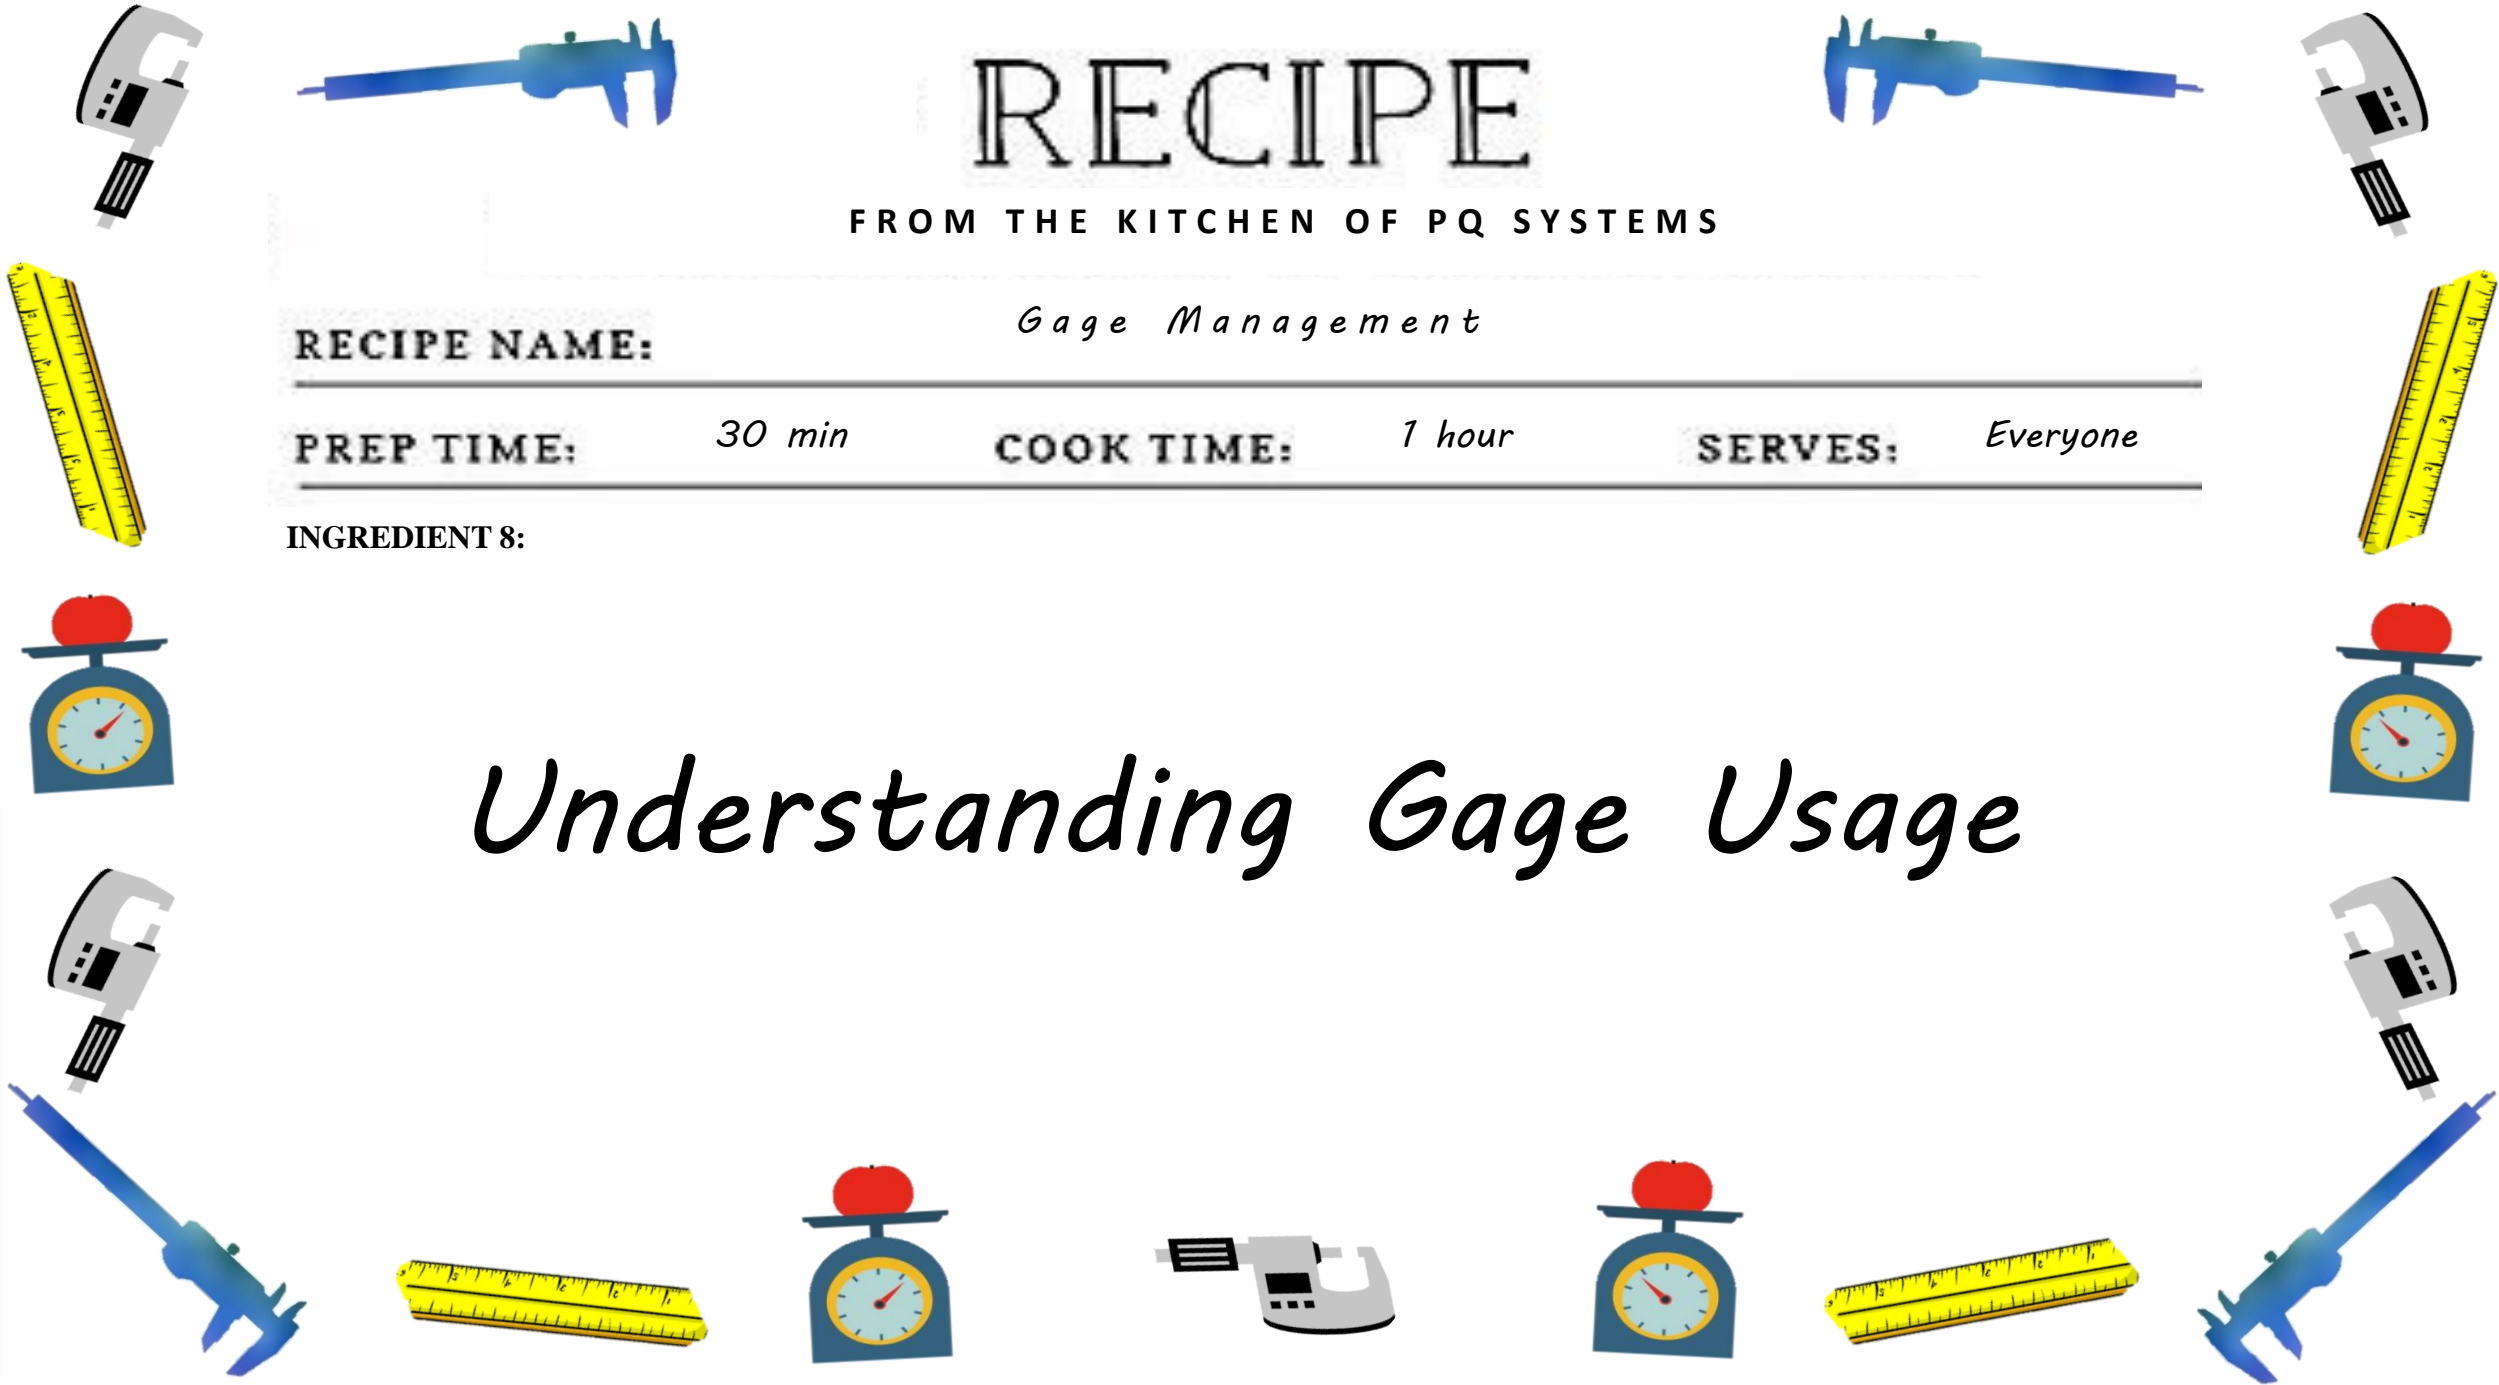 RECIPE
FROM THE KITCHEN OF PQ SYSTEMS
RECIPE NAME: Gage Management
PREP TIME: 30 min COOK TIME: 1 hour SERVES: Everyone
INGREDIENT 8:
Understanding Gage Usage